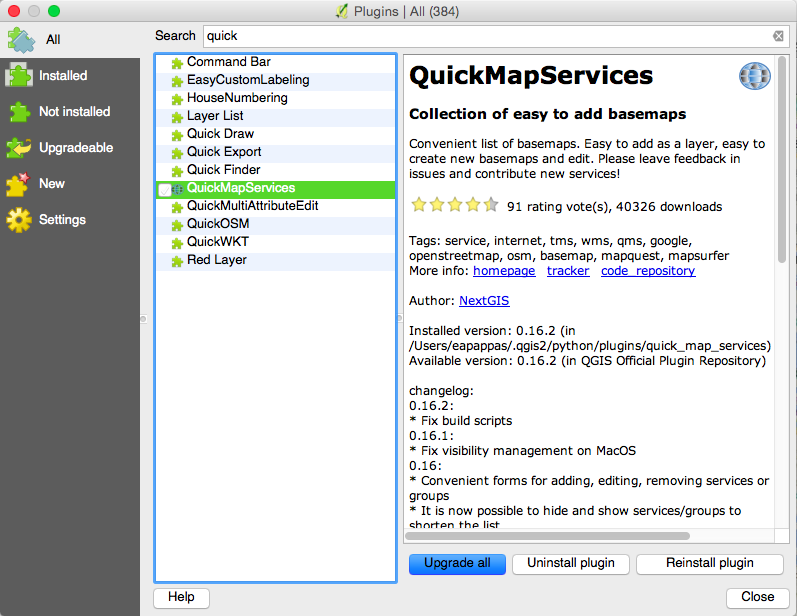 Plugins | All (384)
All
Installed
Not installed
Upgradeable
New
Settings
Search quick
Command Bar
EasyCustomLabeling
HouseNumbering
Layer List
Quick Draw
Quick Export
Quick Finder
QuickMapServices
QuickMultiAttributeEdit
QuickOSM
QuickWKT
Red Layer
QuickMapServices
Collection of easy to add basemaps
Convenient list of basemaps. Easy to add as a layer, easy to
create new basemaps and edit. Please leave feedback in
issues and contribute new services!
91 rating vote(s), 40326 downloads
Tags: service, internet, tms, wms, qms, google,
openstreetmap, osm, basemap, mapquest, mapsurfer
More info: homepage tracker code_repository
Author: NextGIS
Installed version: 0.16.2 (in
/Users/eapappas/.qgis2/python/plugins/quick_map_services)
Available version: 0.16.2 (in QGIS Official Plugin Repository)
changelog:
0.16.2:
* Fix build scripts
0.16.1:
* Fix visibility management on MacOS
0.16:
* Convenient forms for adding, editing, removing services or
groups
* It is now possible to hide and show services/groups to
shorten the list
Upgrade all Uninstall plugin Reinstall plugin
Help Close